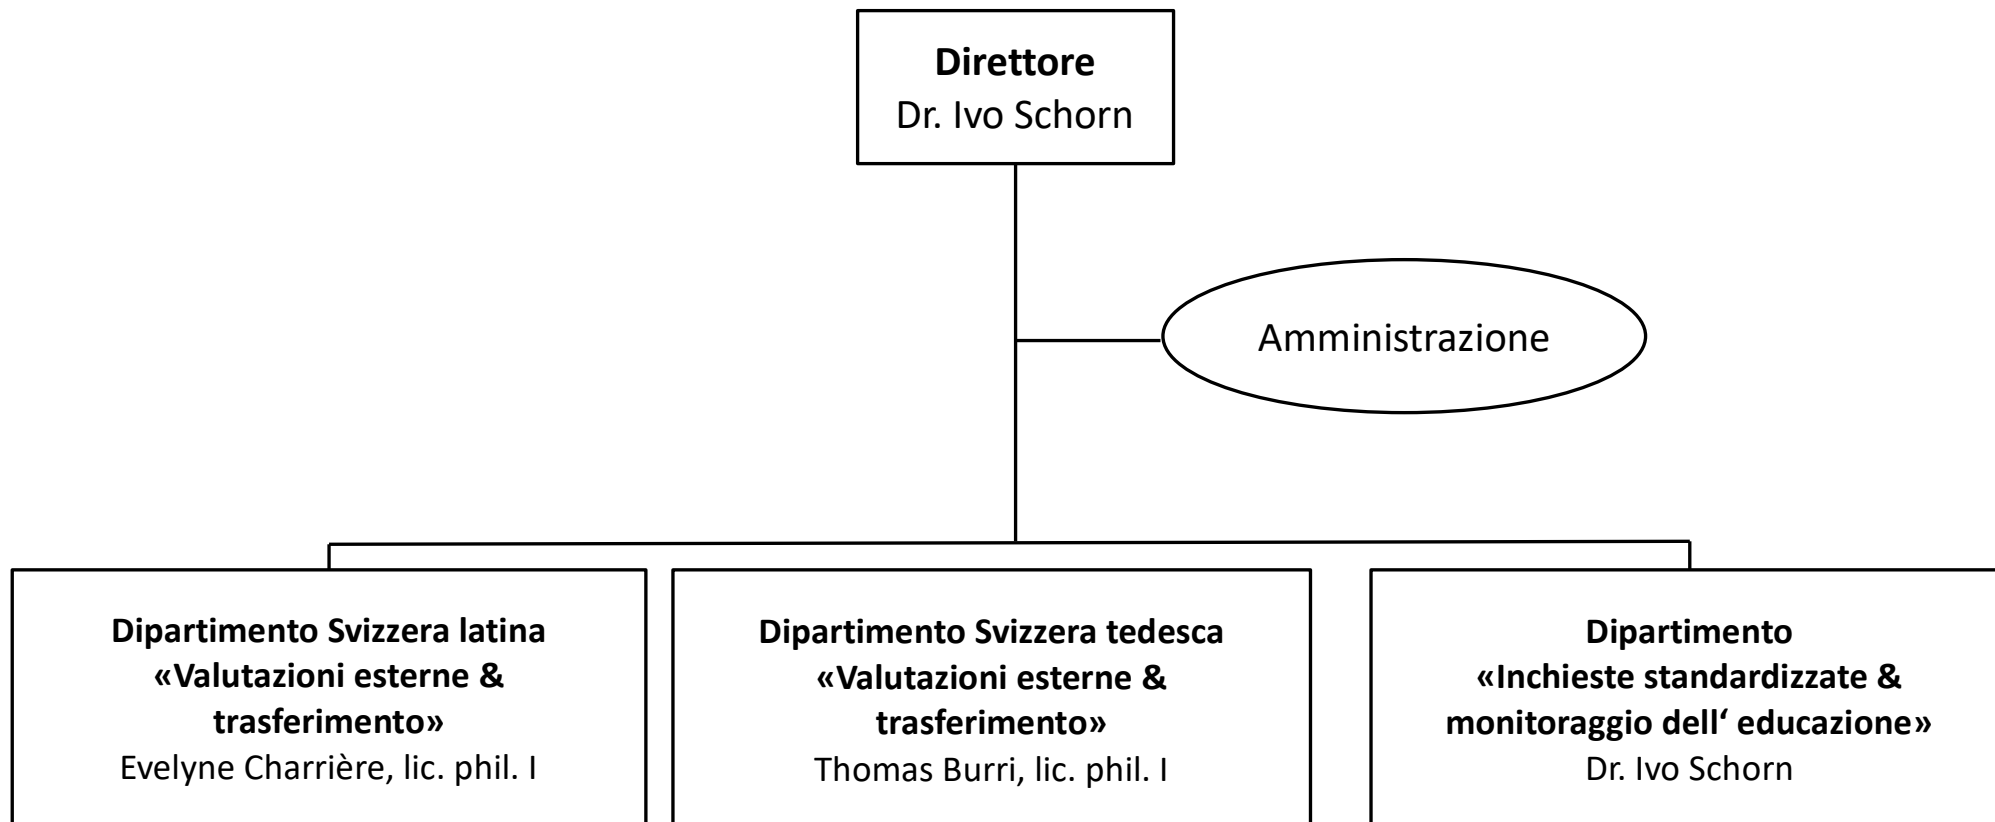 Direttore
Dr. Ivo Schorn
Amministrazione
Dipartimento Svizzera latina
«Valutazioni esterne &
trasferimento»
Evelyne Charrière, lic. phil. I
Dipartimento Svizzera tedesca
«Valutazioni esterne &
trasferimento»
Thomas Burri, lic. phil. I
Dipartimento
«Inchieste standardizzate &
monitoraggio dell‘ educazione»
Dr. Ivo Schorn